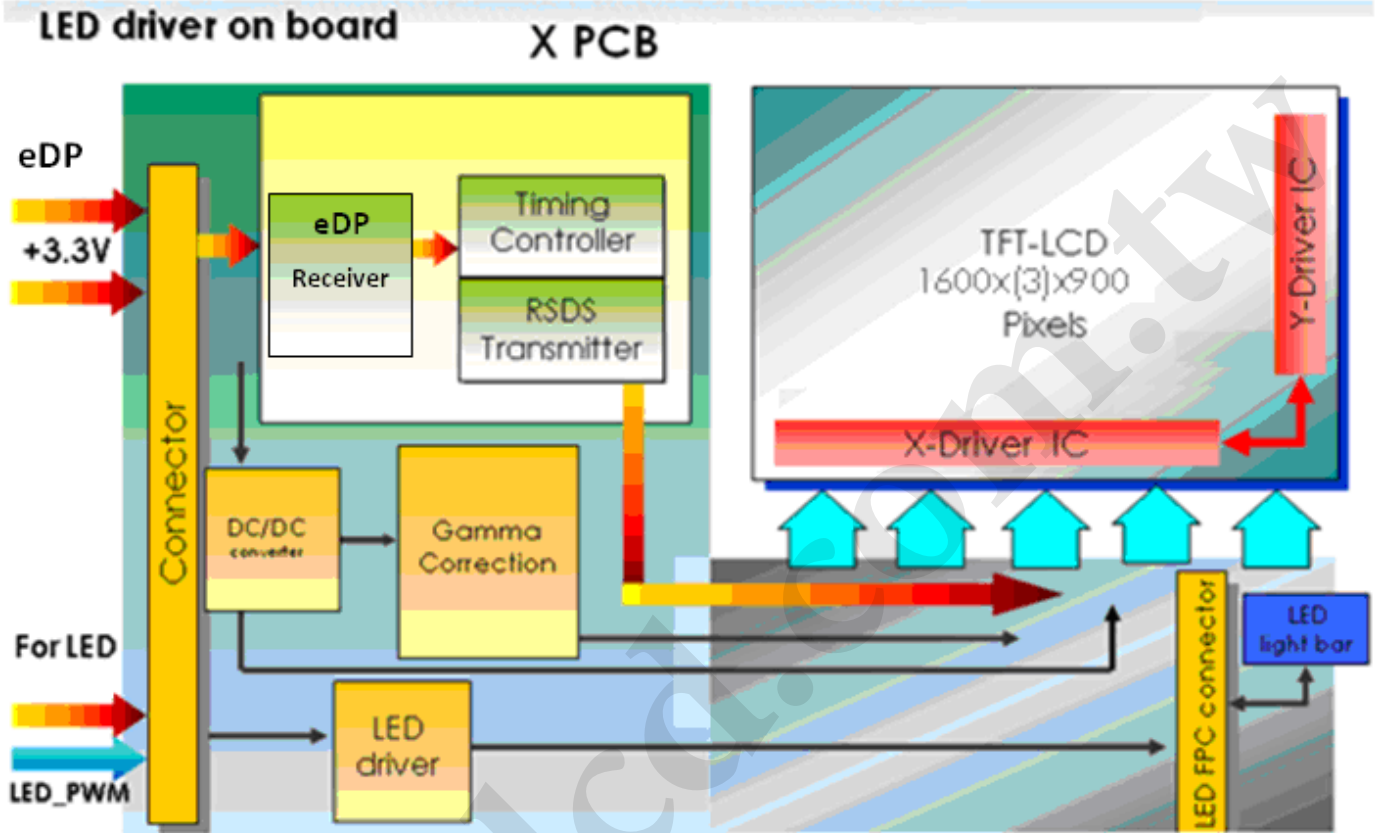 LED driver on board
X PCB
eDP
+3.3V
eDP
Receiver
Timing
Controller
RSDS
Transmitter
Connector
DC/DC
converter
Gamma
Correction
For LED
LED_PWM
LED
driver
TFT-LCD
1600x(3)x900
Pixels
Y-Driver IC
X-Driver IC
LED FPC connector
LED
light bar